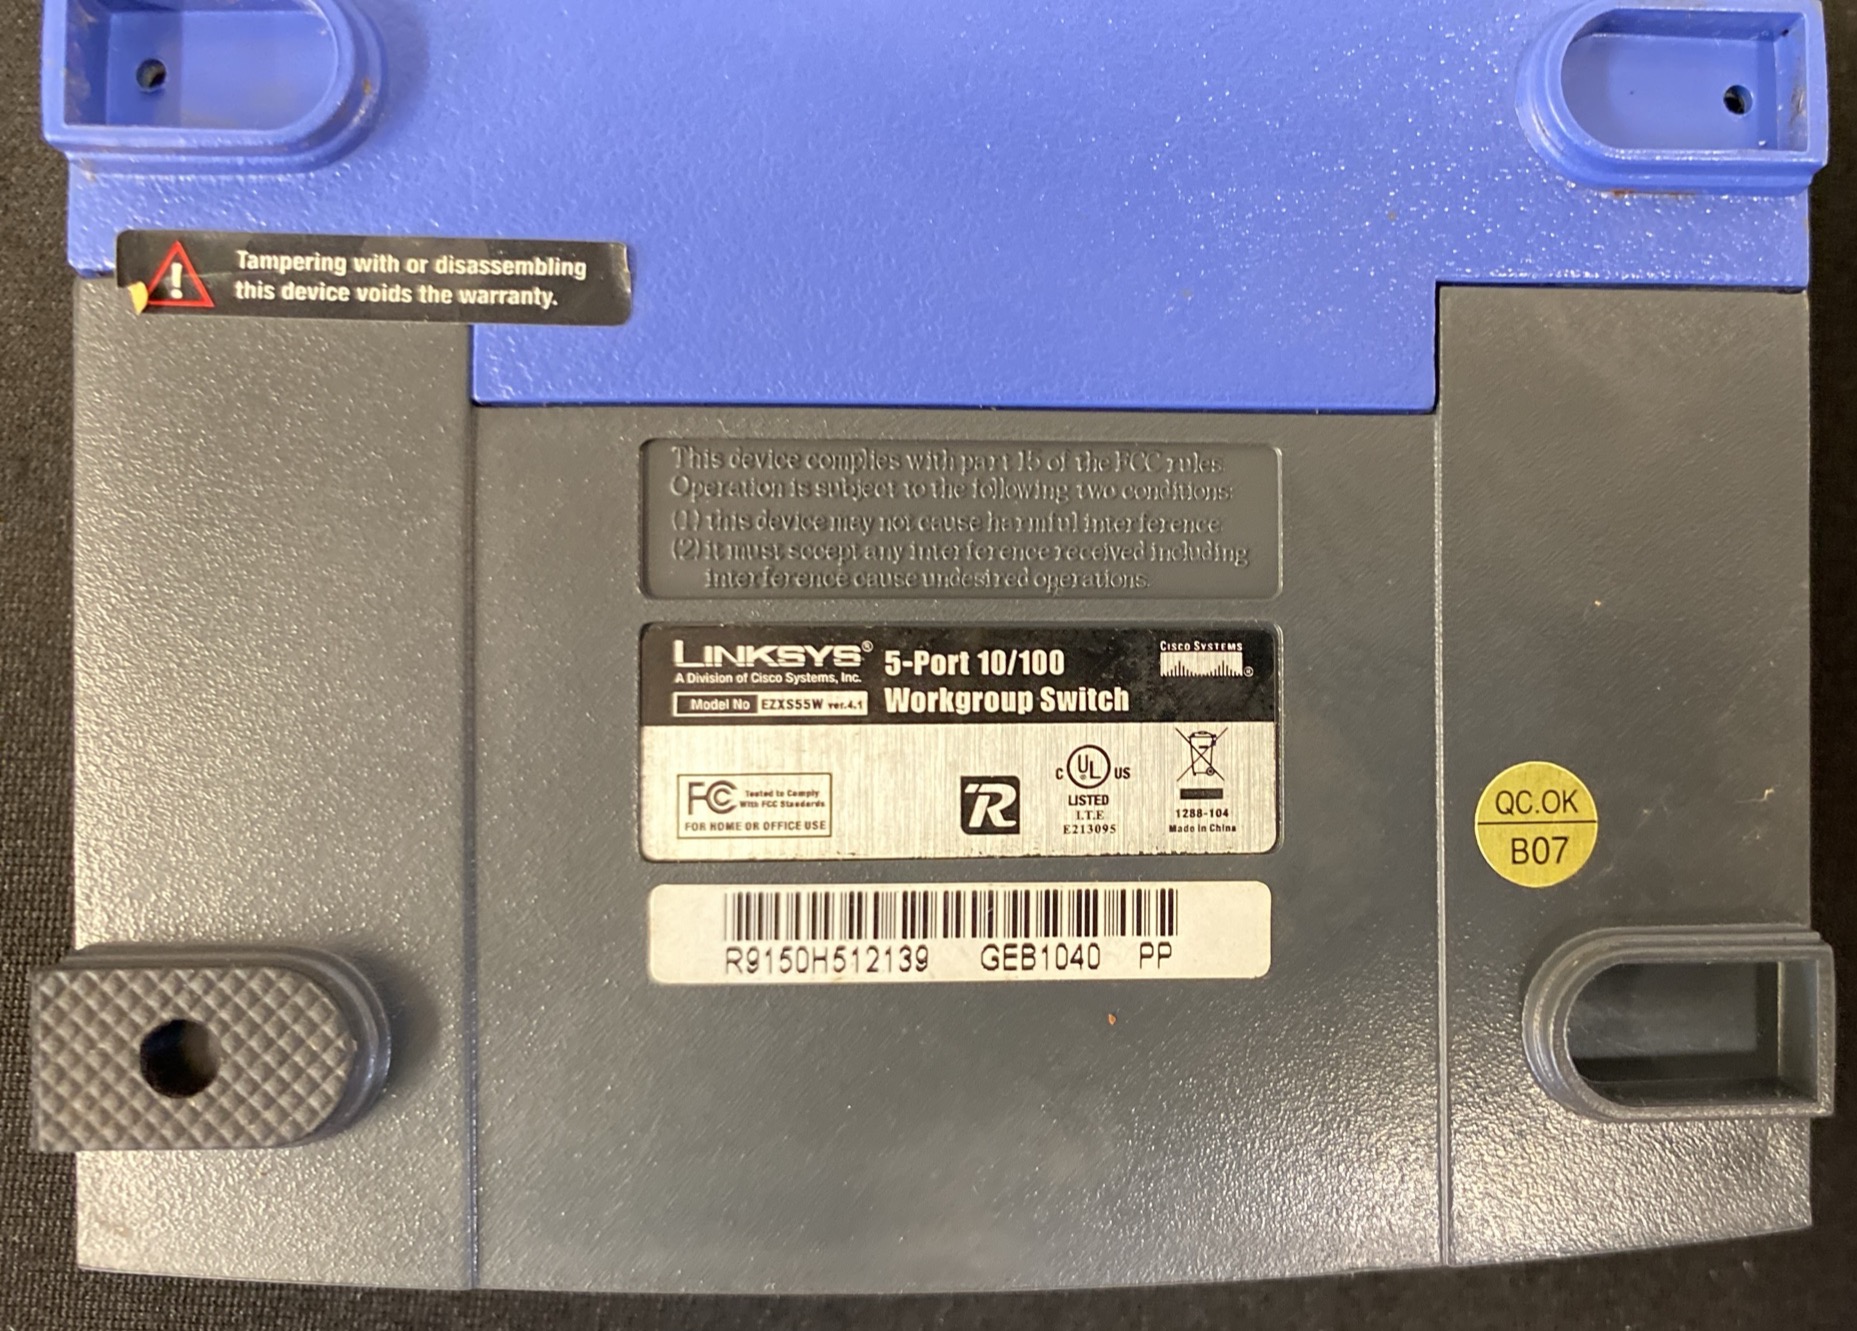 Tampering with or disassembling
this device voids the warranty.
This device complies with part 15 of the FCC rules
Operation is subject to the following two conditions:
(1) this device may not cause harmful interference.
(2) it must sccept any interference received including
interference cause undesired operations.
LINKSYS®
A Division of Cisco Systems, Inc.
Model No EZXS55W ver.4.1
5-Port 10/100
Workgroup Switch
CISCO SYSTEMS
®
FC Tested to Comply
With FCC Standards
FOR HOME OR OFFICE USE
R
C UL US
LISTED
I.T.E
E213095
1288-104
Made in China
QC.OK
B07
R9150H512139 GEB1040 PP